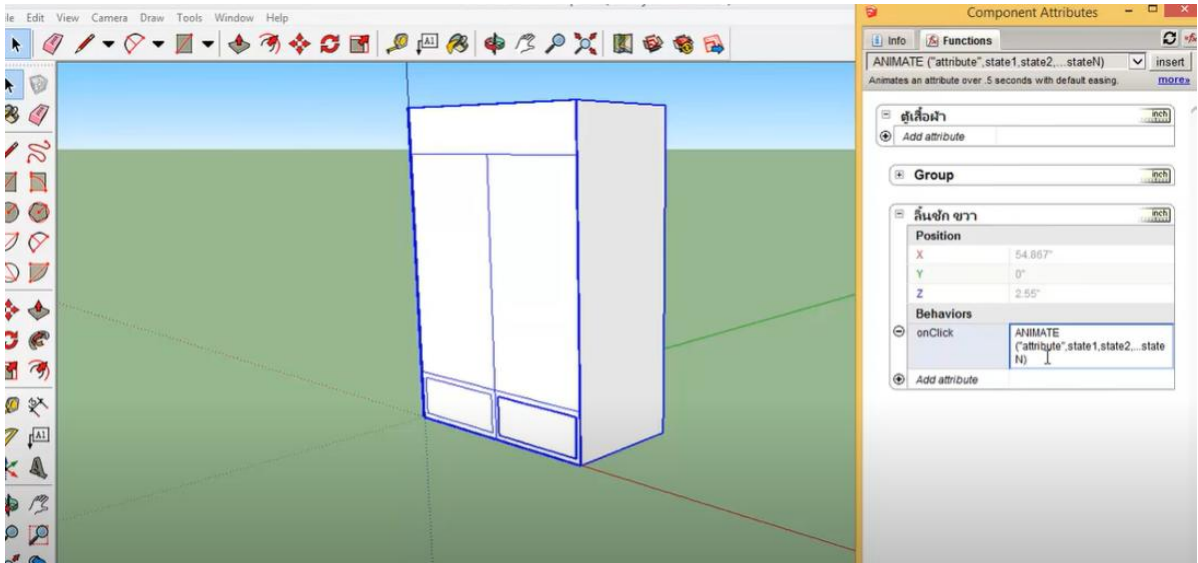 Edit View Camera Draw Tools Window Help
Component Attributes
Info Functions
ANIMATE ("attribute",state1,state2,...stateN) insert
Animates an attribute over .5 seconds with default easing. more»
ตู้เสื้อผ้า inch
Add attribute
Group inch
ลิ้นชัก ขวา inch
Position
X 54.867"
Y 0"
Z 2.55"
Behaviors
onClick ANIMATE
("attribute",state1,state2,...state
N)
Add attribute